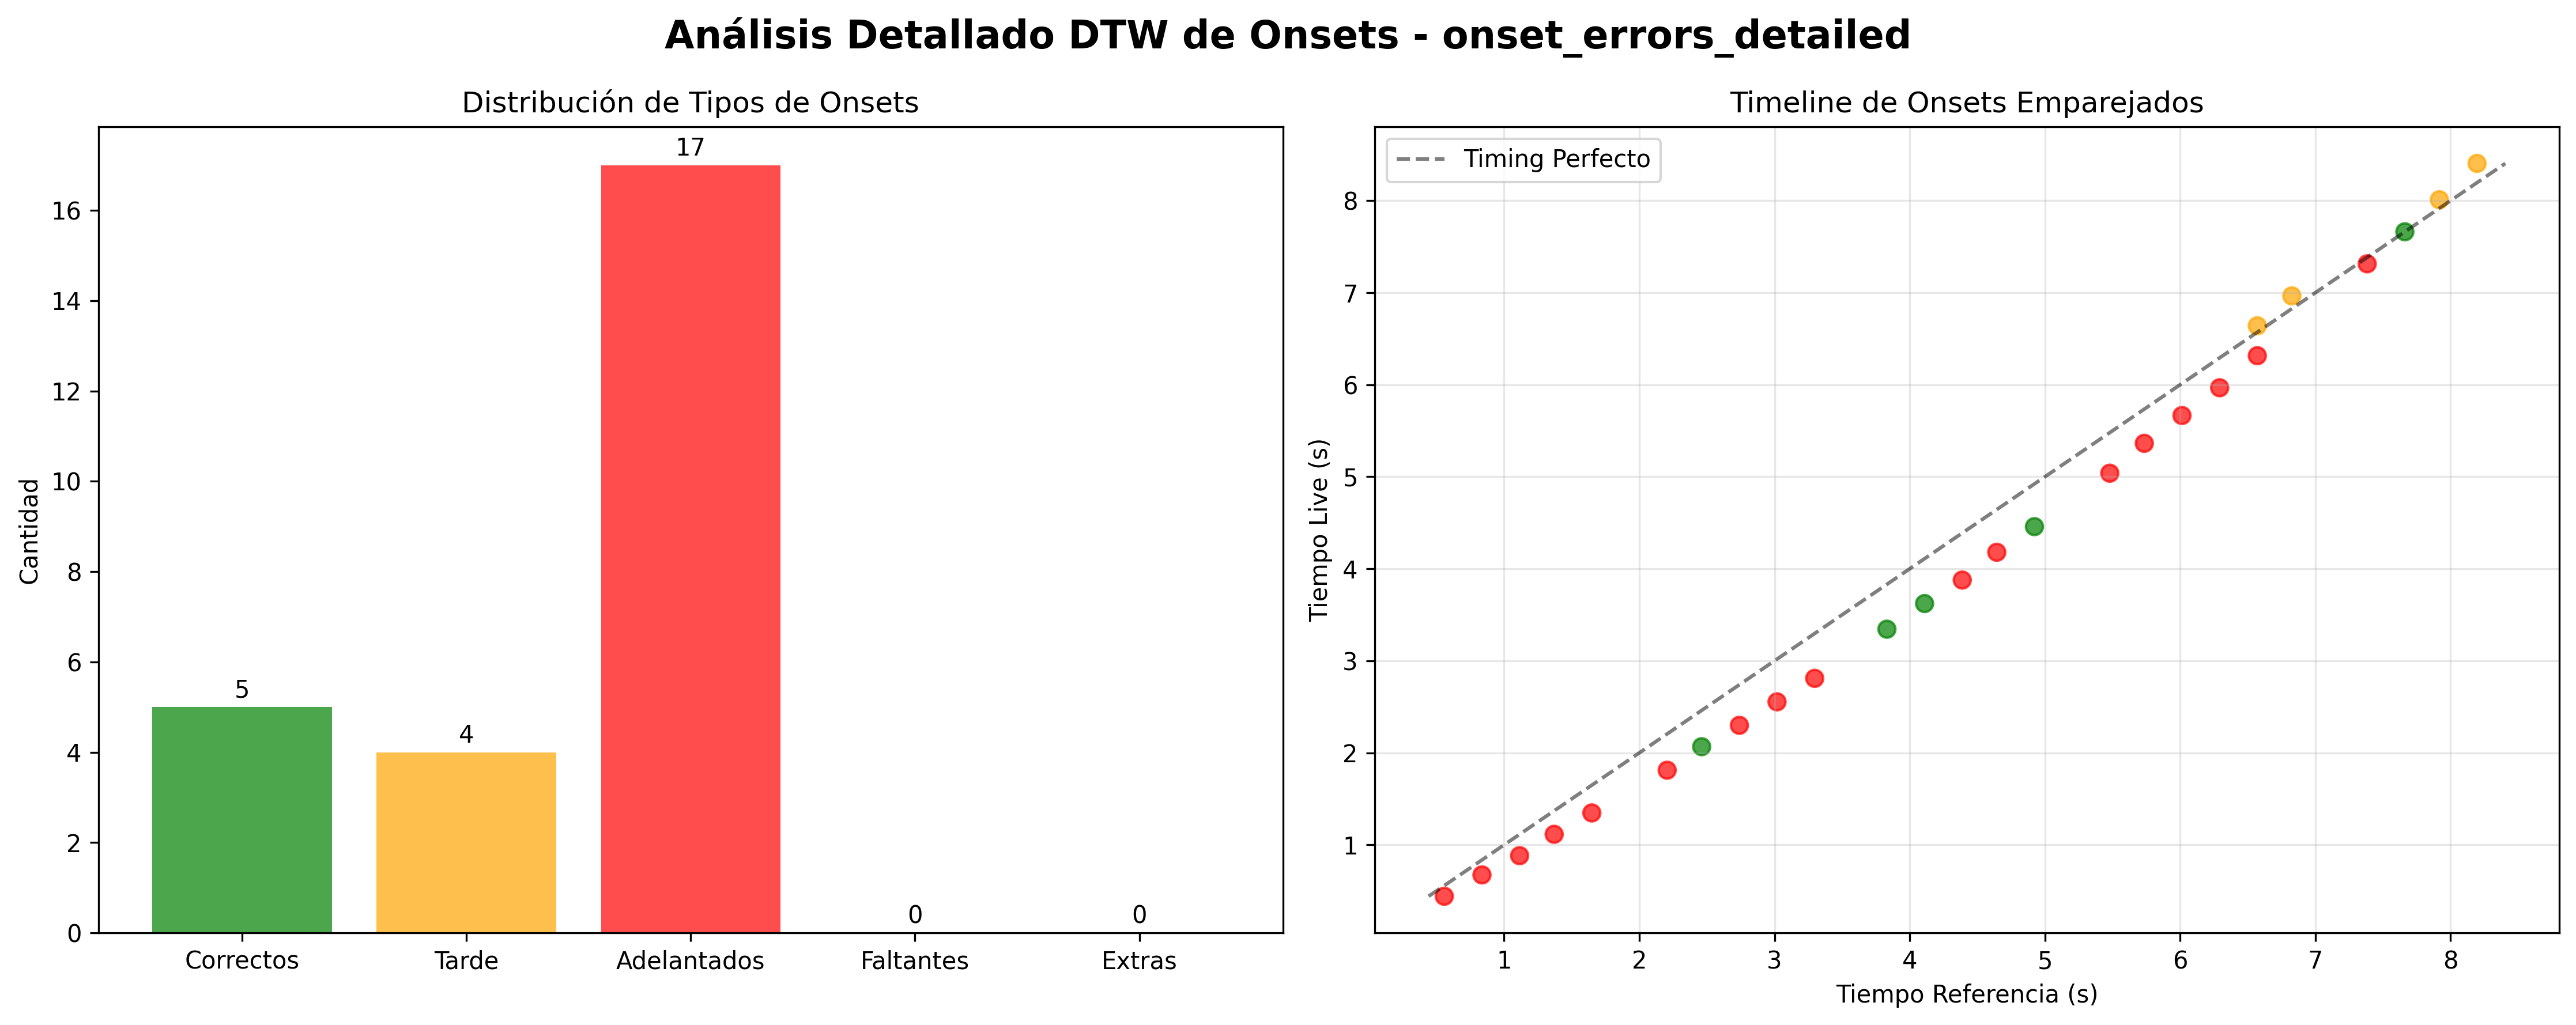 Análisis Detallado DTW de Onsets - onset_errors_detailed
Distribución de Tipos de Onsets
Cantidad
16
14
12
10
8
6
4
2
0
5
4
17
0
0
Correctos
Tarde
Adelantados
Faltantes
Extras
Timeline de Onsets Emparejados
Timing Perfecto
Tiempo Live (s)
8
7
6
5
4
3
2
1
1
2
3
4
5
6
7
8
Tiempo Referencia (s)